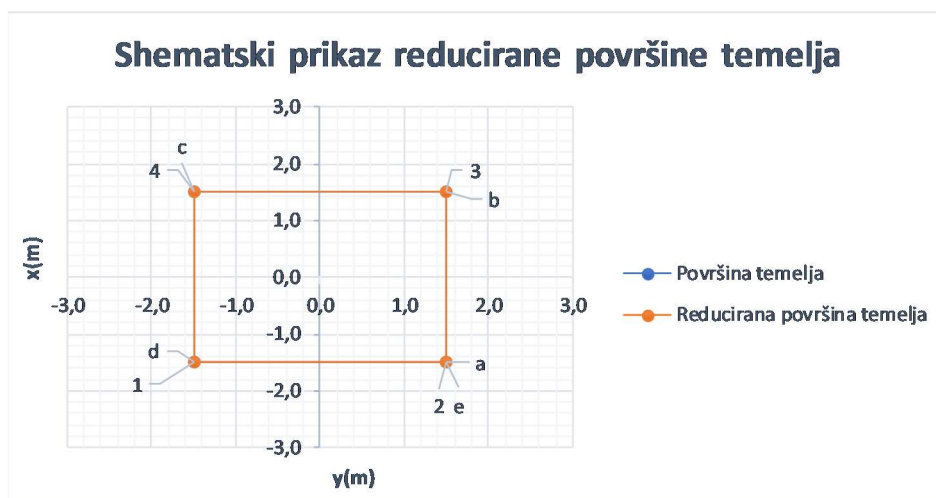 Shematski prikaz reducirane površine temelja
3,0
c
2,0
4
3
b
1,0
x(m)
0,0
-3,0 -2,0 -1,0 0,0 1,0 2,0 3,0
-1,0
d
a
1
-2,0
2 e
-3,0
y(m)
Površina temelja
Reducirana površina temelja